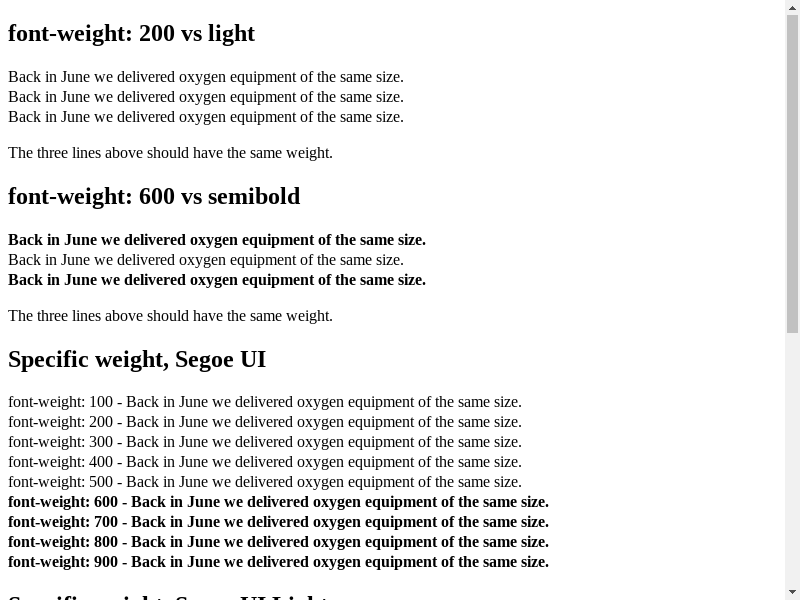 font-weight: 200 vs light
Back in June we delivered oxygen equipment of the same size.
Back in June we delivered oxygen equipment of the same size.
Back in June we delivered oxygen equipment of the same size.
The three lines above should have the same weight.
font-weight: 600 vs semibold
Back in June we delivered oxygen equipment of the same size.
Back in June we delivered oxygen equipment of the same size.
Back in June we delivered oxygen equipment of the same size.
The three lines above should have the same weight.
Specific weight, Segoe UI
font-weight: 100 - Back in June we delivered oxygen equipment of the same size.
font-weight: 200 - Back in June we delivered oxygen equipment of the same size.
font-weight: 300 - Back in June we delivered oxygen equipment of the same size.
font-weight: 400 - Back in June we delivered oxygen equipment of the same size.
font-weight: 500 - Back in June we delivered oxygen equipment of the same size.
font-weight: 600 - Back in June we delivered oxygen equipment of the same size.
font-weight: 700 - Back in June we delivered oxygen equipment of the same size.
font-weight: 800 - Back in June we delivered oxygen equipment of the same size.
font-weight: 900 - Back in June we delivered oxygen equipment of the same size.
Specific weight, Segoe UI Light